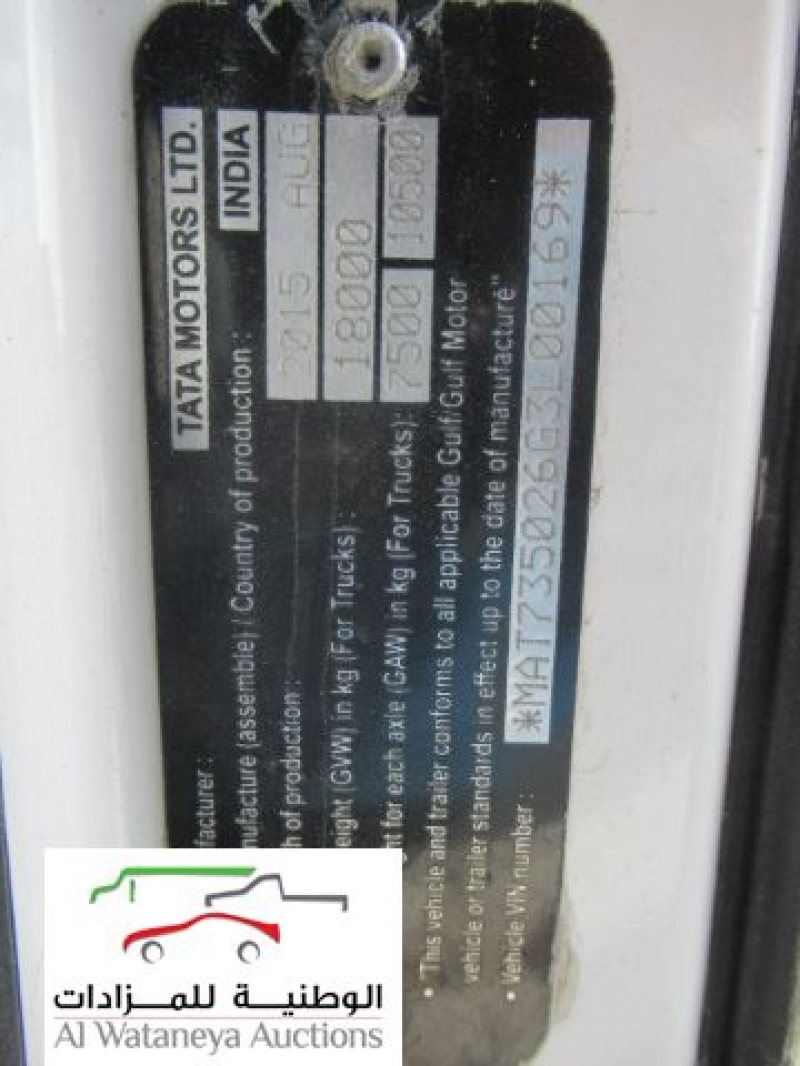 facturer : TATA MOTORS LTD.
nufacture (assemble) / Country of production : INDIA
h of production : 2015 AUG
eight (GVW) in kg (For Trucks) : 18000
ht for each axle (GAW) in kg (For Trucks): 7500 10500
• This vehicle and trailer conforms to all applicable Gulf/Gulf Motor
vehicle or trailer standards in effect up to the date of manufacture"
• Vehicle VIN number : *MAT735026G3L00169*
الوطنية للمزادات
Al Wataneya Auctions